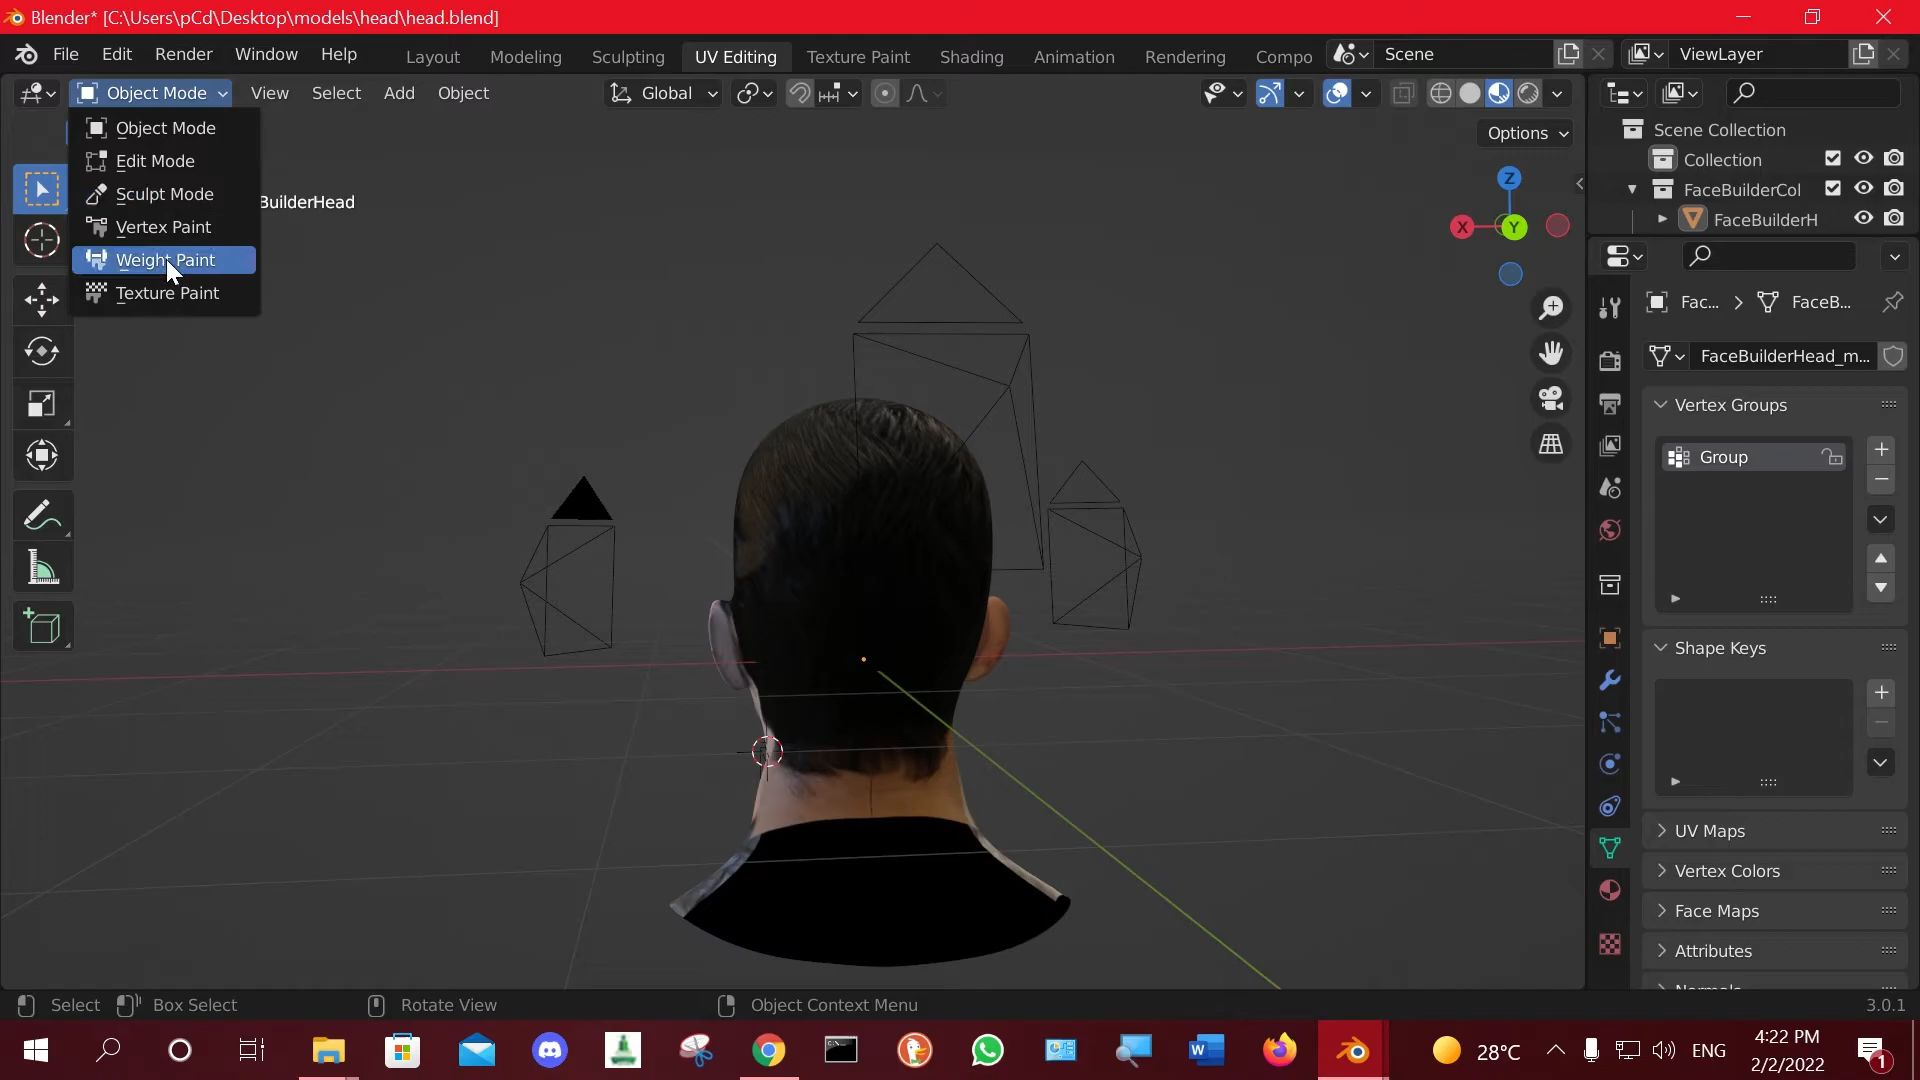 Blender* [C:\Users\pCd\Desktop\models\head\head.blend]
File Edit Render Window Help Layout Modeling Sculpting UV Editing Texture Paint Shading Animation Rendering Compo Scene ViewLayer
Object Mode View Select Add Object Global
Object Mode
Edit Mode
Sculpt Mode
Vertex Paint
Weight Paint
Texture Paint
BuilderHead
Options
Z
X
Y
Scene Collection
Collection
FaceBuilderCol
FaceBuilderH
Fac... FaceB...
FaceBuilderHead_m...
Vertex Groups
Group
Shape Keys
UV Maps
Vertex Colors
Face Maps
Attributes
Select Box Select Rotate View Object Context Menu 3.0.1
28°C ENG
4:22 PM
2/2/2022
1